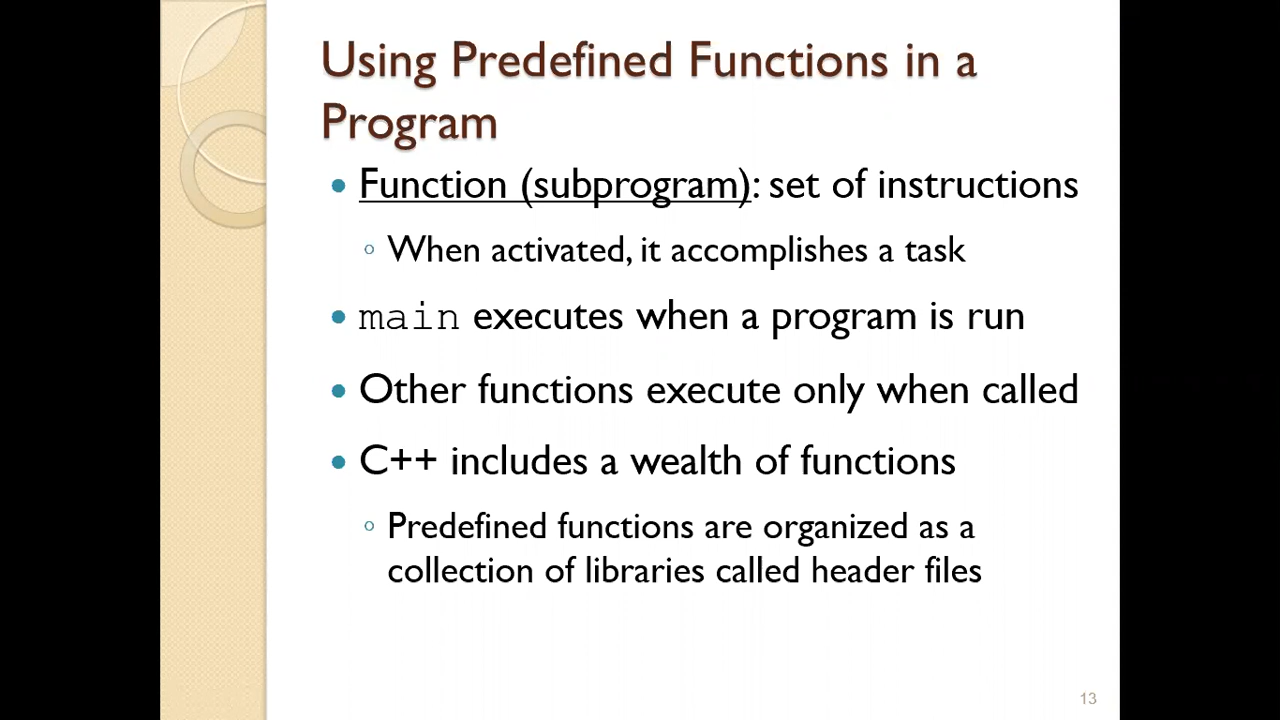 Using Predefined Functions in a
Program
• Function (subprogram): set of instructions
◦ When activated, it accomplishes a task
• main executes when a program is run
• Other functions execute only when called
• C++ includes a wealth of functions
◦ Predefined functions are organized as a
collection of libraries called header files
13